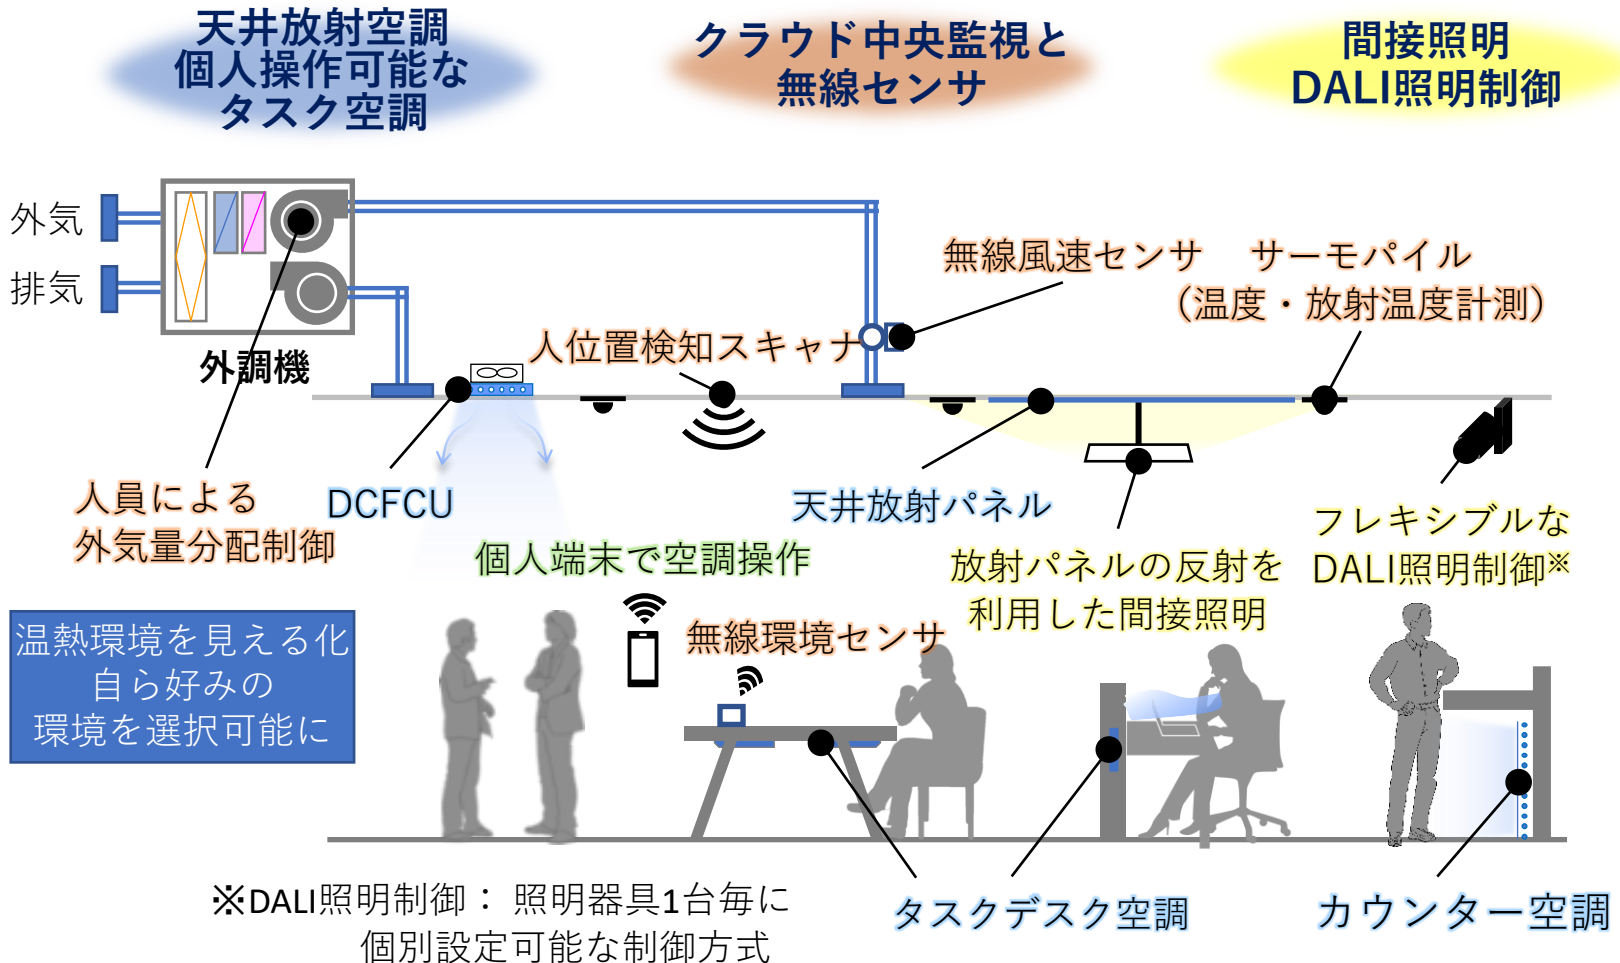 天井放射空調
個人操作可能な
タスク空調
クラウド中央監視と
無線センサ
間接照明
DALI照明制御
外気
排気
外調機
無線風速センサ
サーモパイル
（温度・放射温度計測）
人位置検知スキャナ
人員による
外気量分配制御
DCFCU
天井放射パネル
フレキシブルな
DALI照明制御※
個人端末で空調操作
放射パネルの反射を
利用した間接照明
温熱環境を見える化
自ら好みの
環境を選択可能に
無線環境センサ
※DALI照明制御： 照明器具1台毎に
個別設定可能な制御方式
タスクデスク空調
カウンター空調